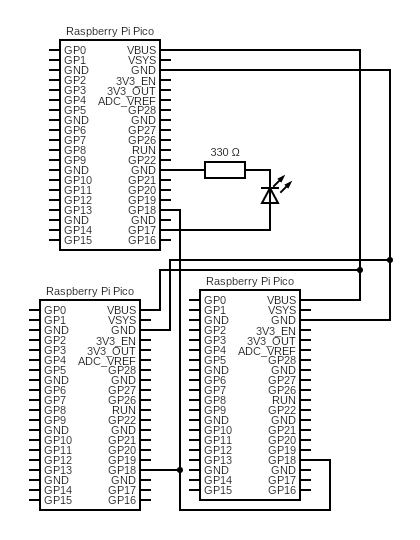 Raspberry Pi Pico
GP0 VBUS
GP1 VSYS
GND GND
GP2 3V3_EN
GP3 3V3_OUT
GP4 ADC_VREF
GP5 GP28
GND GND
GP6 GP27
GP7 GP26
GP8 RUN
GP9 GP22
GND GND
GP10 GP21
GP11 GP20
GP12 GP19
GP13 GP18
GND GND
GP14 GP17
GP15 GP16
330 Ω
Raspberry Pi Pico
GP0 VBUS
GP1 VSYS
GND GND
GP2 3V3_EN
GP3 3V3_OUT
GP4 ADC_VREF
GP5 GP28
GND GND
GP6 GP27
GP7 GP26
GP8 RUN
GP9 GP22
GND GND
GP10 GP21
GP11 GP20
GP12 GP19
GP13 GP18
GND GND
GP14 GP17
GP15 GP16
Raspberry Pi Pico
GP0 VBUS
GP1 VSYS
GND GND
GP2 3V3_EN
GP3 3V3_OUT
GP4 ADC_VREF
GP5 GP28
GND GND
GP6 GP27
GP7 GP26
GP8 RUN
GP9 GP22
GND GND
GP10 GP21
GP11 GP20
GP12 GP19
GP13 GP18
GND GND
GP14 GP17
GP15 GP16